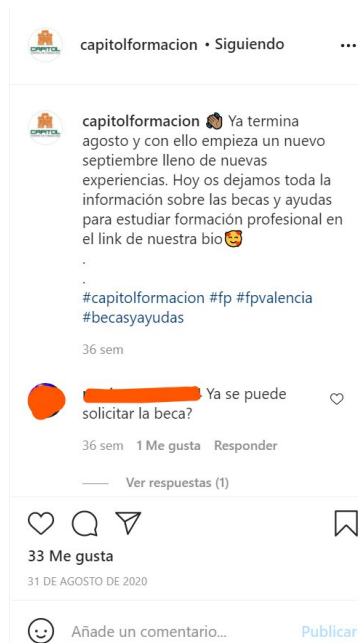 CAPITOL
capitolformacion • Siguiendo
CAPITOL
capitolformacion 👋🏽 Ya termina
agosto y con ello empieza un nuevo
septiembre lleno de nuevas
experiencias. Hoy os dejamos toda la
información sobre las becas y ayudas
para estudiar formación profesional en
el link de nuestra bio🥰
.
.
#capitolformacion #fp #fpvalencia
#becasyayudas
36 sem
Ya se puede
solicitar la beca?
36 sem 1 Me gusta Responder
Ver respuestas (1)
33 Me gusta
31 DE AGOSTO DE 2020
Añade un comentario... Publicar